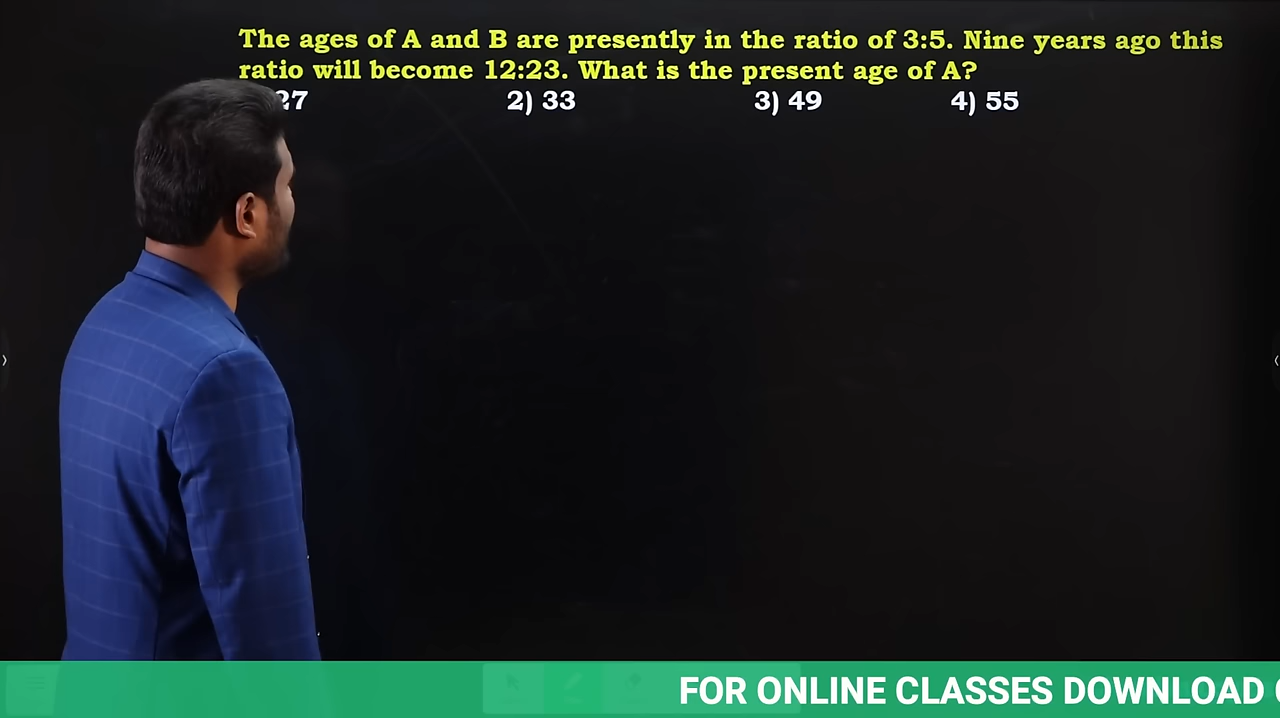 The ages of A and B are presently in the ratio of 3:5. Nine years ago this
ratio will become 12:23. What is the present age of A?
27 2) 33 3) 49 4) 55
FOR ONLINE CLASSES DOWNLOAD